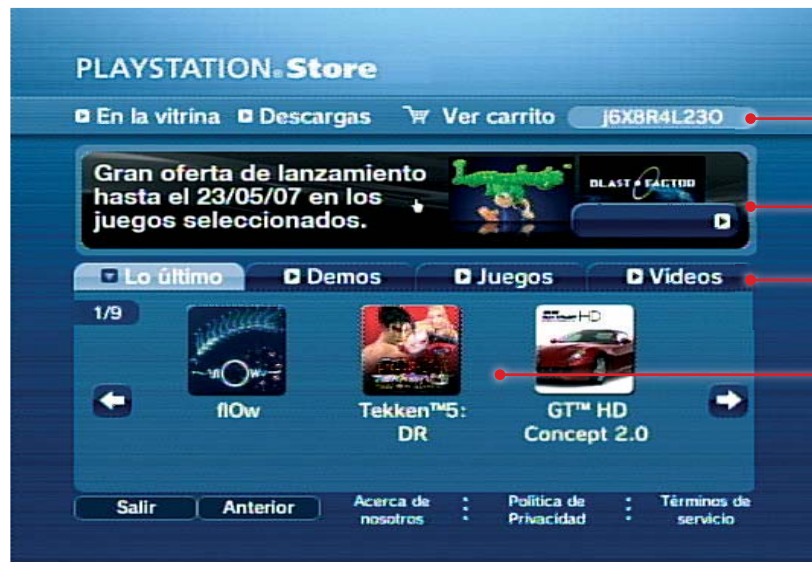 PLAYSTATION® Store
En la vitrina Descargas Ver carrito j6X8R4L23O
Gran oferta de lanzamiento
hasta el 23/05/07 en los
juegos seleccionados.
BLAST FACTOR
Lo último Demos Juegos Videos
1/9
flOw
flOw Tekken™5: GT™ HD
DR Concept 2.0
Salir Anterior
Acerca de Política de Términos de
nosotros Privacidad servicio